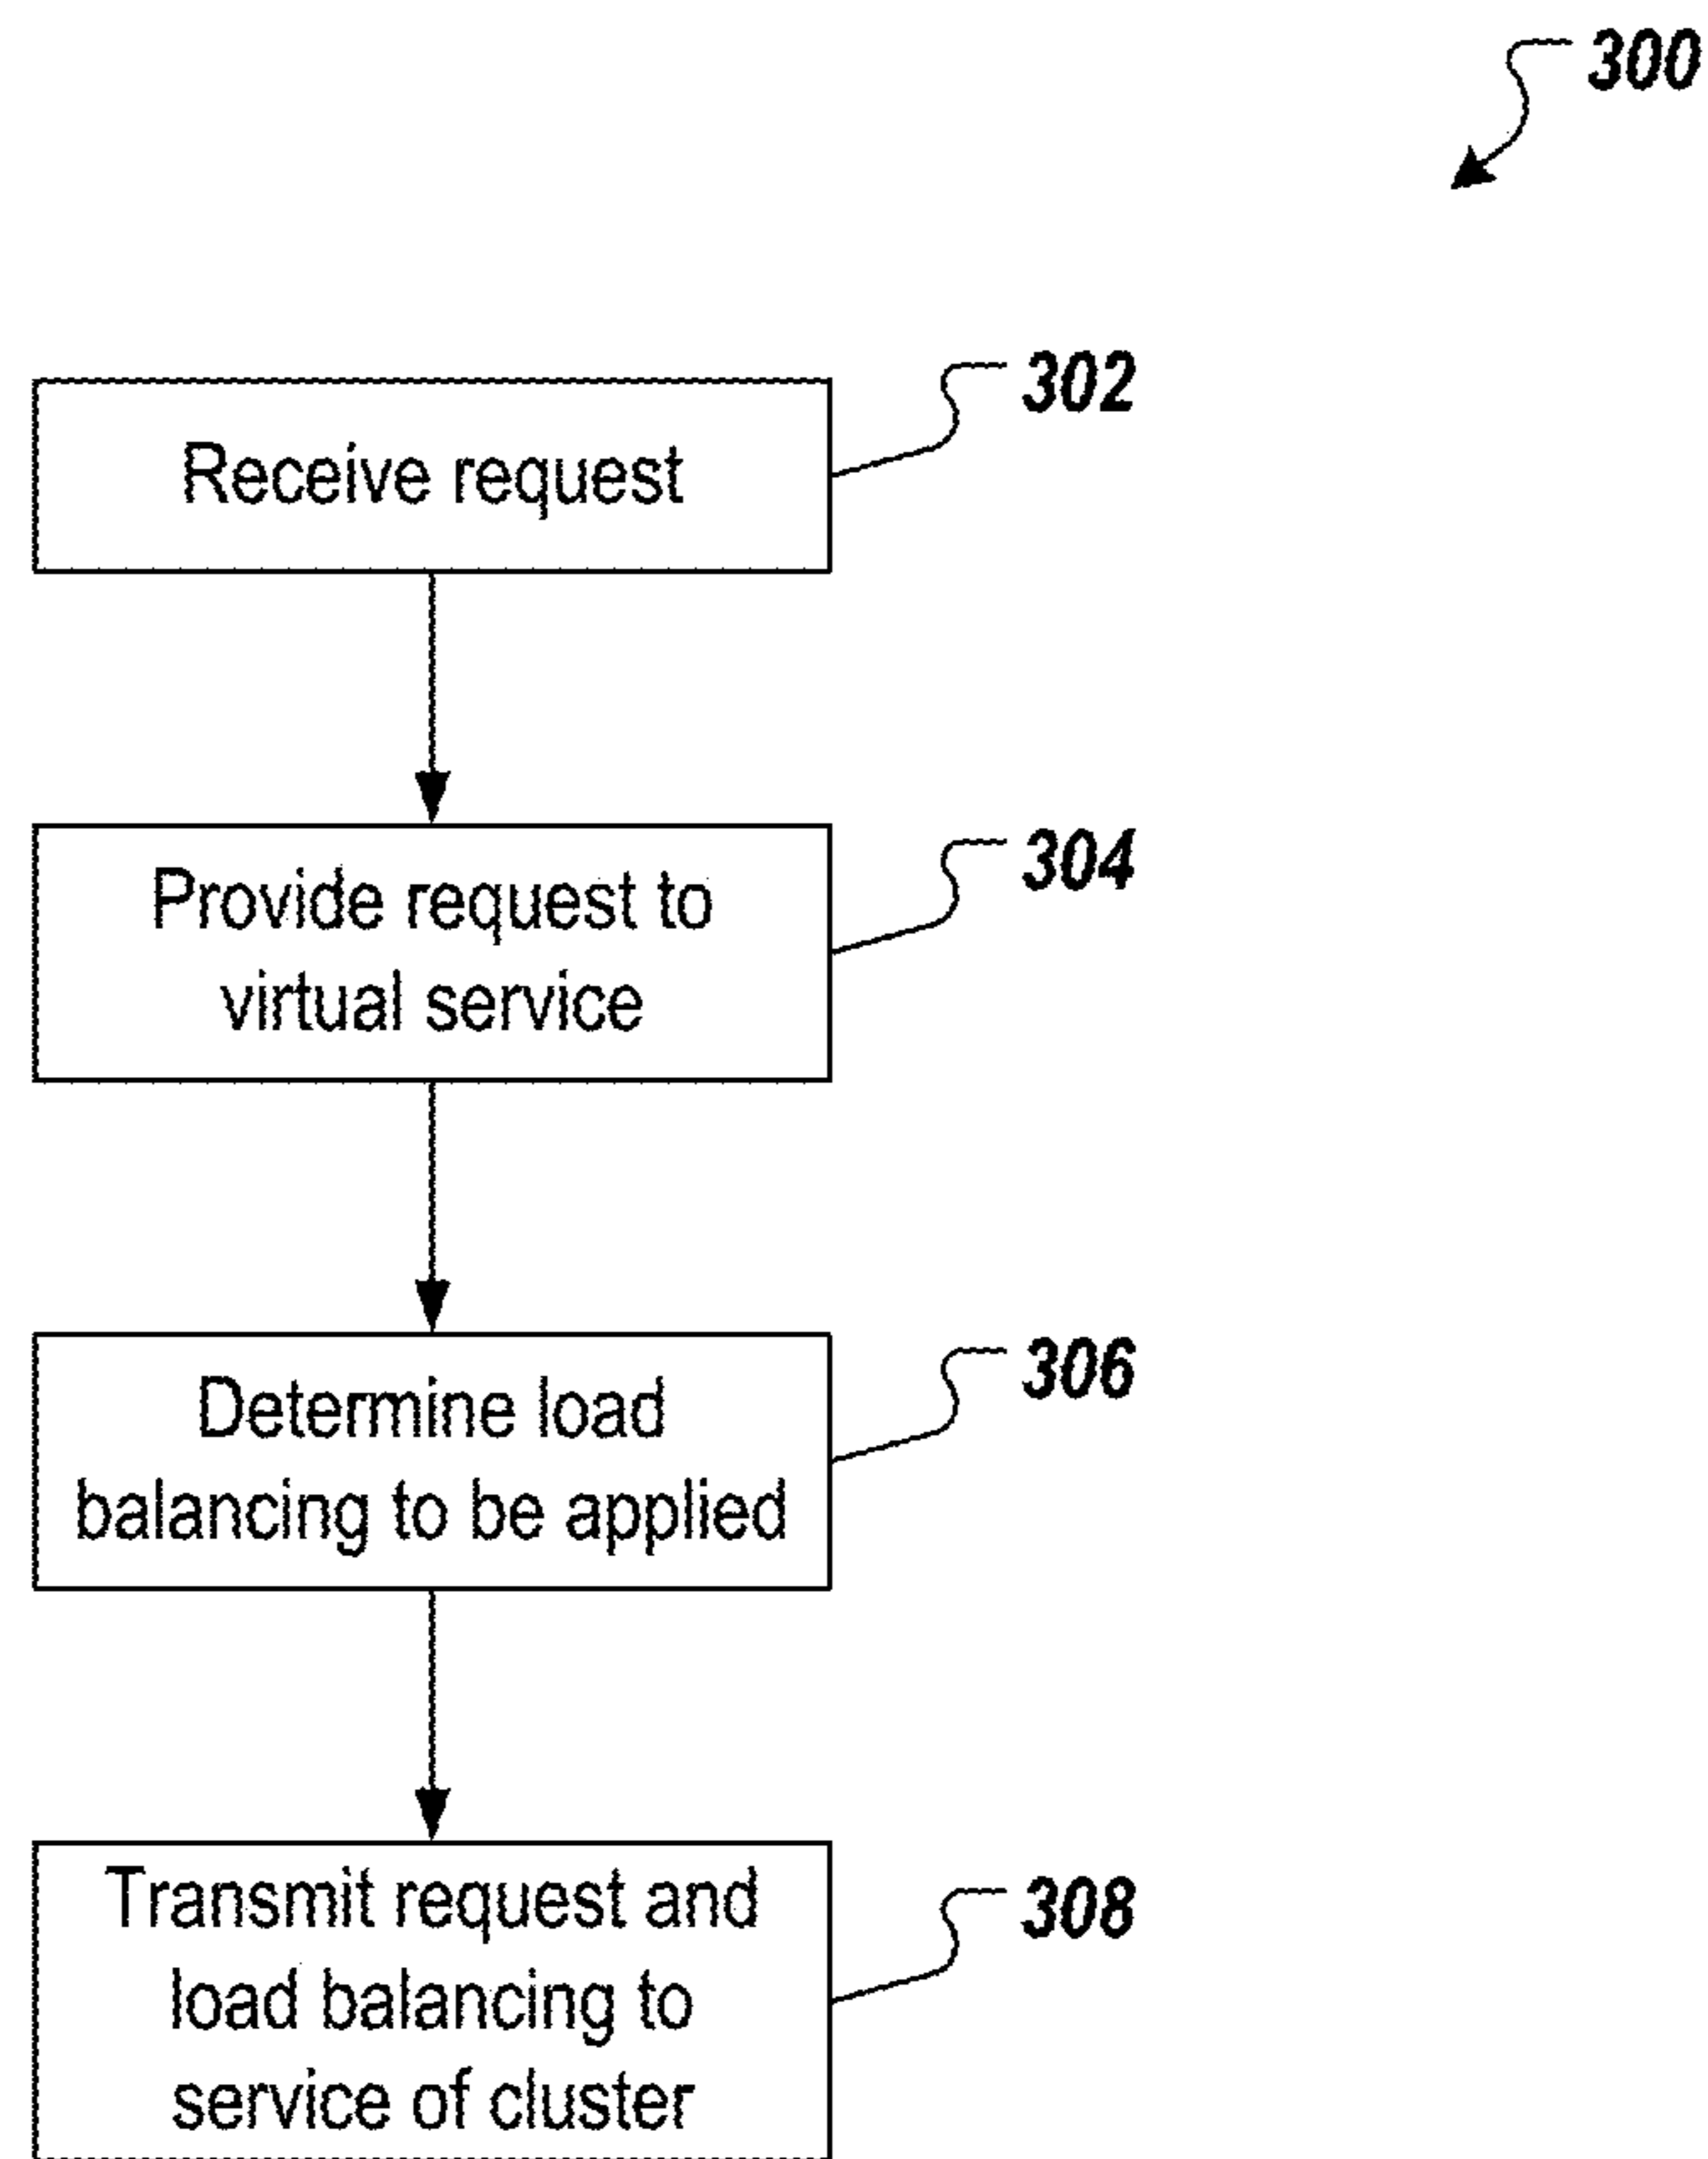 300
302
Receive request
304
Provide request to
virtual service
306
Determine load
balancing to be applied
308
Transmit request and
load balancing to
service of cluster